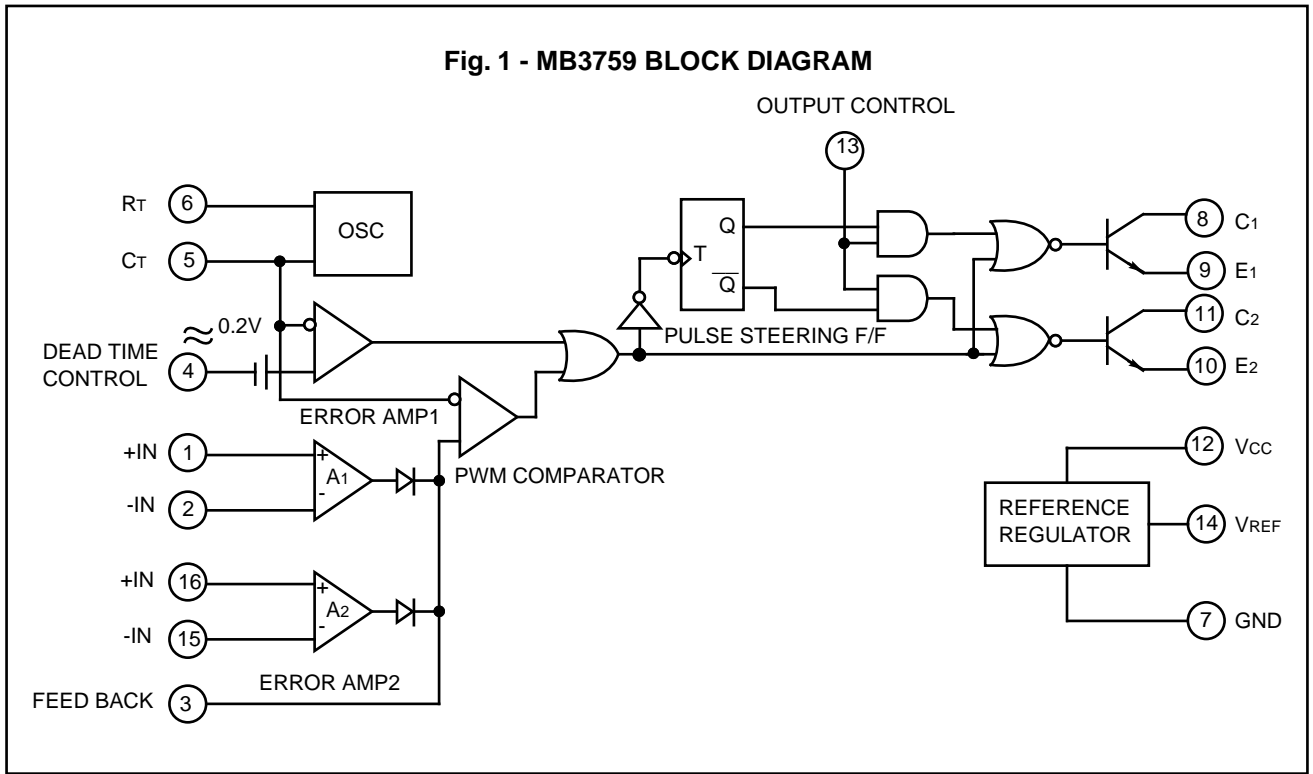 Fig. 1 - MB3759 BLOCK DIAGRAM
OUTPUT CONTROL
13
RT 6
OSC
CT 5
Q
T
Q
8 C1
9 E1
11 C2
10 E2
≈ 0.2V
DEAD TIME
CONTROL
4
PULSE STEERING F/F
ERROR AMP1
PWM COMPARATOR
+IN 1
+
A1
-
-IN 2
+IN 16
+
A2
-
-IN 15
ERROR AMP2
FEED BACK 3
12 VCC
REFERENCE
REGULATOR
14 VREF
7 GND